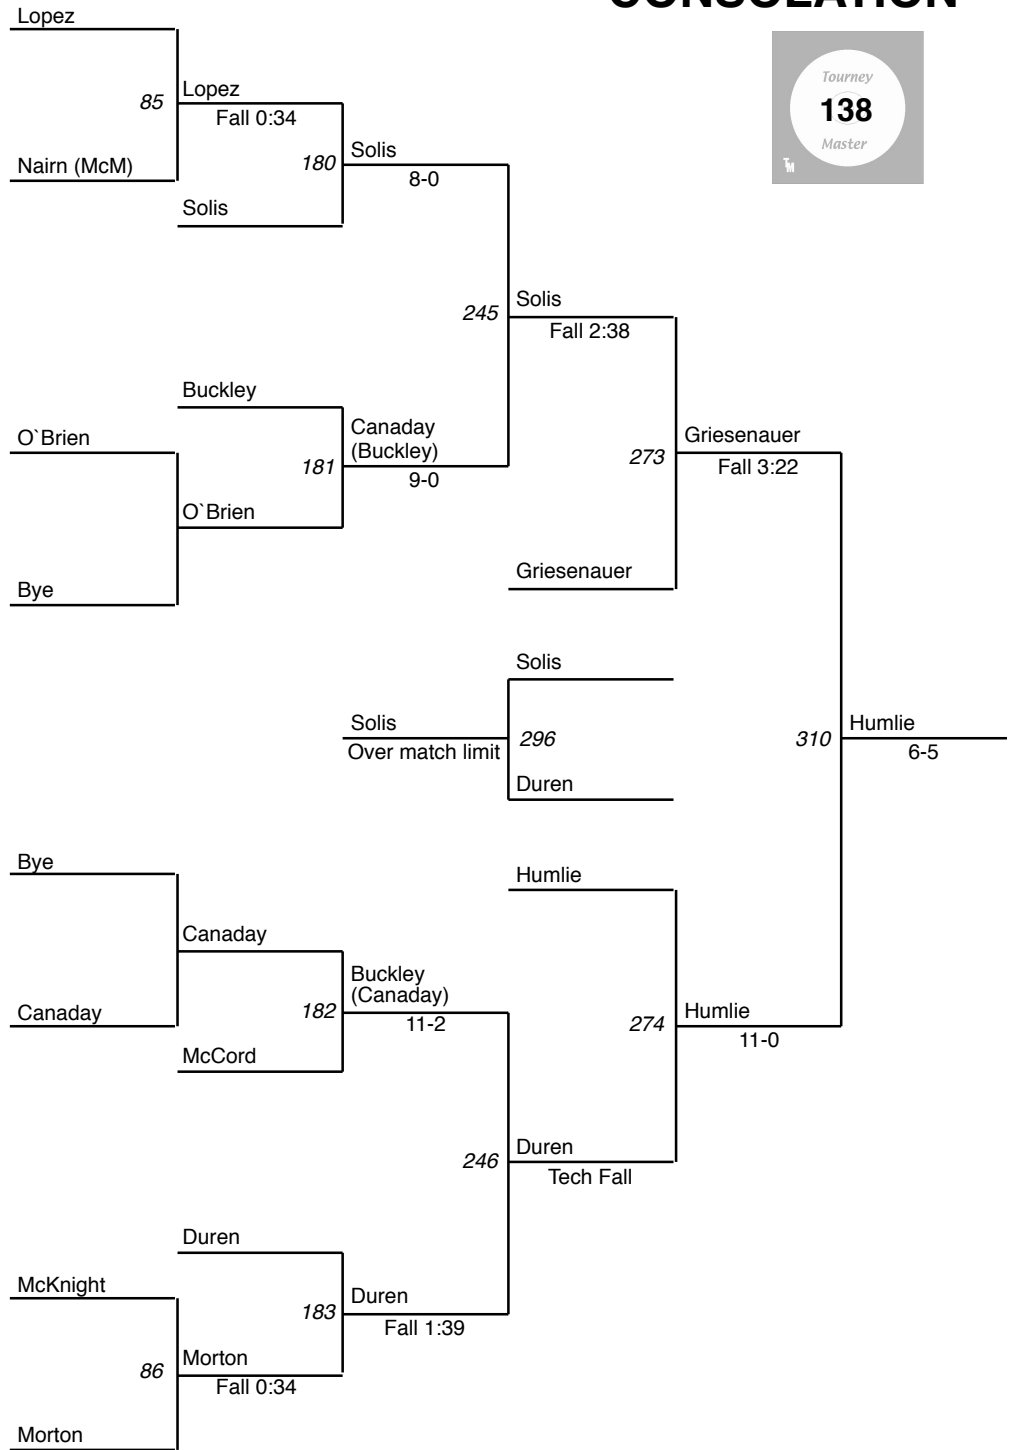 CONSOLATION
Lopez
Tourney
138
Master
TM
85
Lopez
Fall 0:34
Nairn (McM)
180
Solis
8-0
Solis
245
Solis
Fall 2:38
Buckley
O`Brien
181
Canaday
(Buckley)
9-0
273
Griesenauer
Fall 3:22
O`Brien
Bye
Griesenauer
Solis
Solis
Over match limit
296
310
Humlie
6-5
Duren
Bye
Humlie
Canaday
Canaday
182
Buckley
(Canaday)
11-2
274
Humlie
11-0
McCord
246
Duren
Tech Fall
Duren
McKnight
183
Duren
Fall 1:39
86
Morton
Fall 0:34
Morton